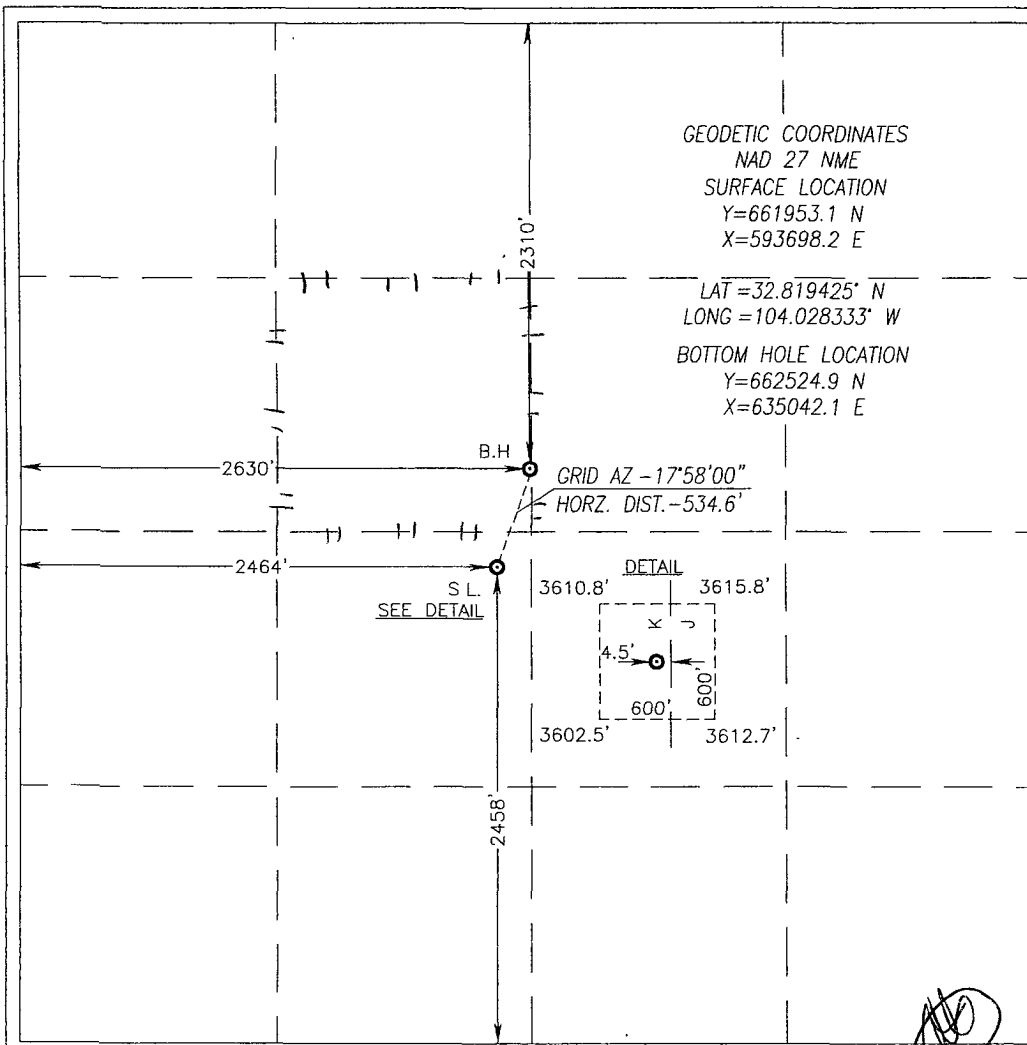 GEODETIC COORDINATES
NAD 27 NME
SURFACE LOCATION
Y=661953.1 N
X=593698.2 E
2310'
LAT =32.819425° N
LONG =104.028333° W
BOTTOM HOLE LOCATION
Y=662524.9 N
X=635042.1 E
B.H
2630'
GRID AZ -17°58'00"
HORZ. DIST.-534.6'
2464'
S L.
SEE DETAIL
DETAIL
3610.8' 3615.8'
K J
4.5'
600'
600'
3602.5' 3612.7'
2458'